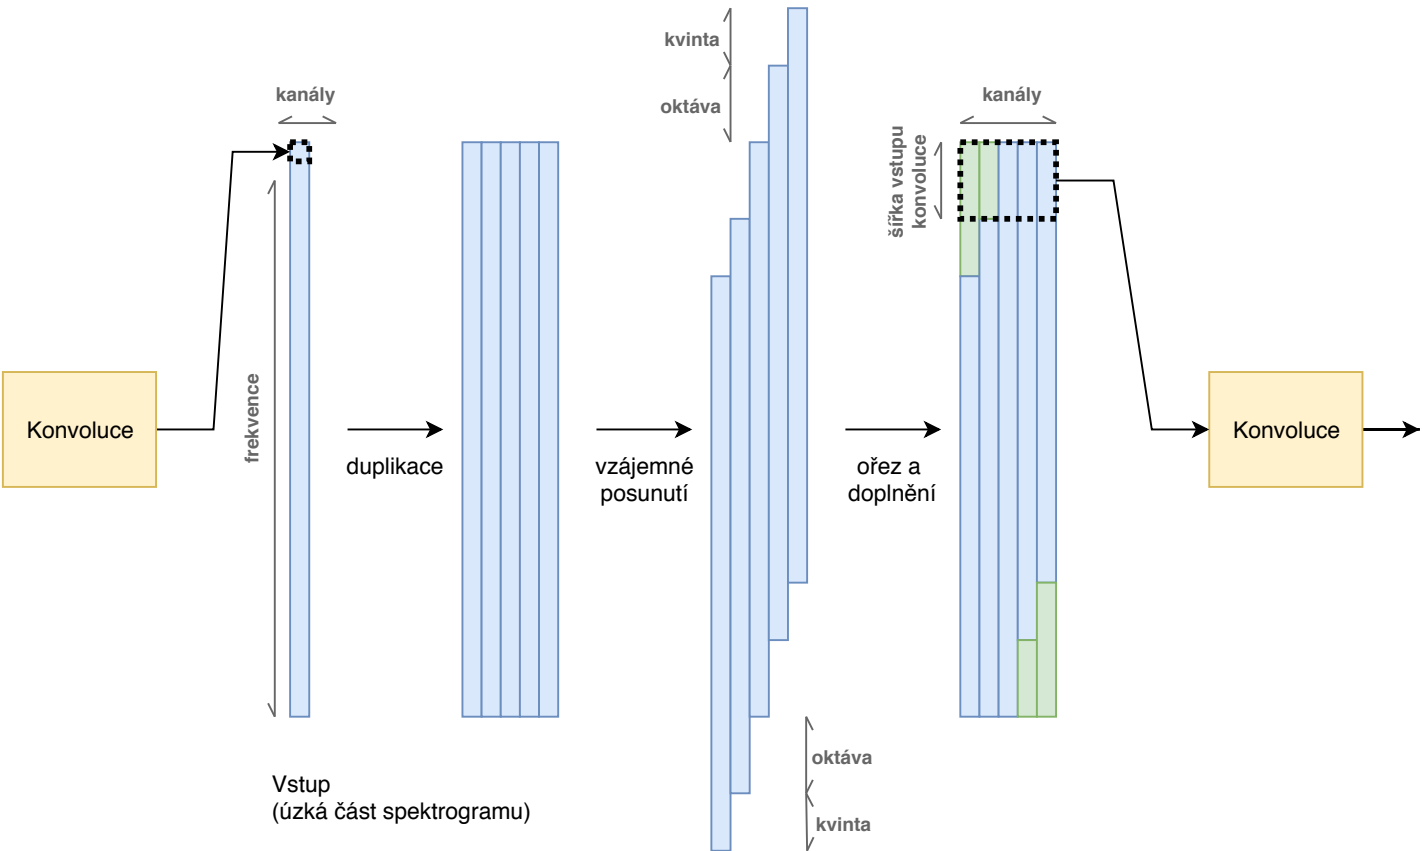 kvinta
oktáva
kanály
kanály
šířka vstupu
konvoluce
frekvence
Konvoluce
duplikace
vzájemné
posunutí
ořez a
doplnění
Konvoluce
oktáva
kvinta
Vstup
(úzká část spektrogramu)